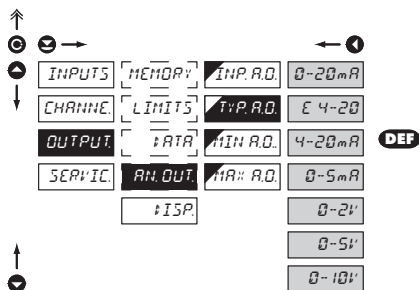 INPUTS MEMORY INP. A.O. 0-20mA
CHANNE. LIMITS TYP. A.O. E 4-20
OUTPUT. DATA MIN A.O. 4-20mA DEF
SERVIC. AN. OUT. MAX A.O. 0-5mA
DISP. 0-2V
0-5V
0-10V